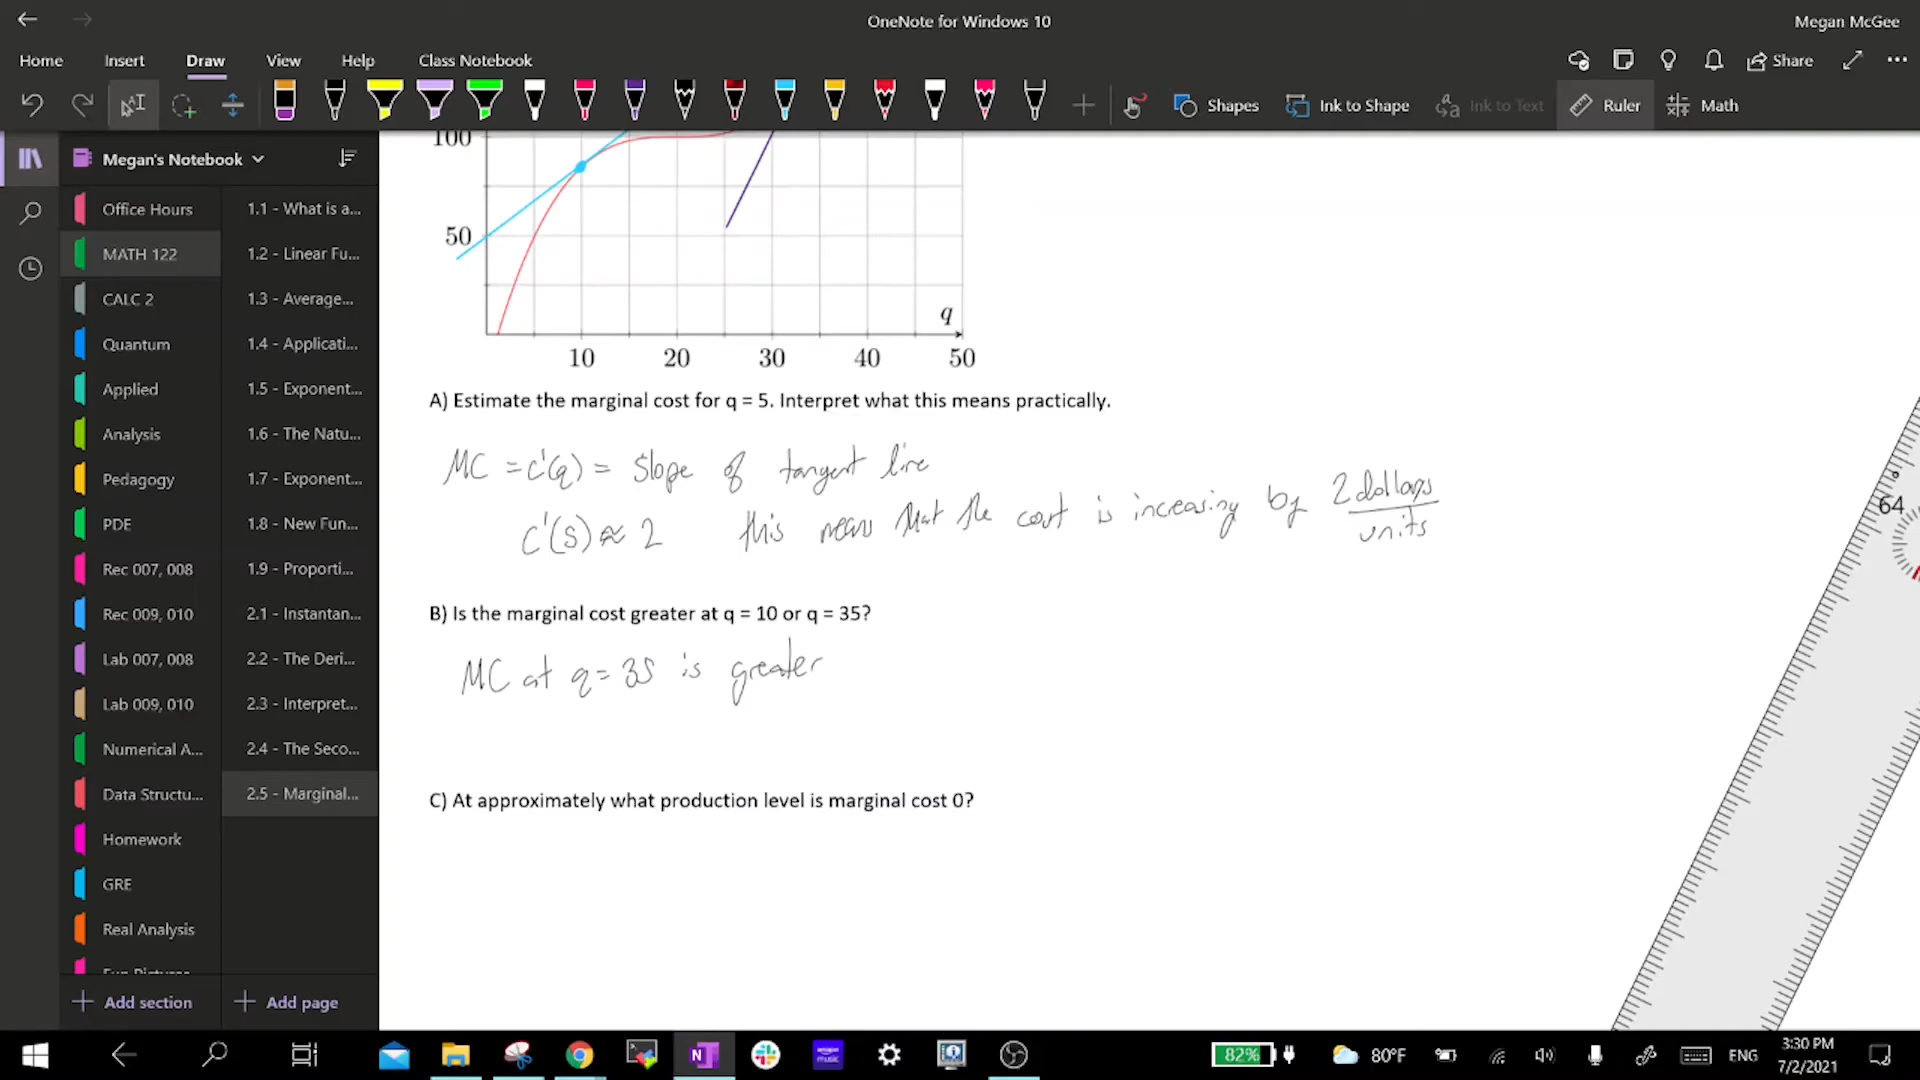 OneNote for Windows 10
Megan McGee
Home Insert Draw View Help Class Notebook
Share
Shapes Ink to Shape Ink to Text Ruler Math
Megan's Notebook
Office Hours
MATH 122
CALC 2
Quantum
Applied
Analysis
Pedagogy
PDE
Rec 007, 008
Rec 009, 010
Lab 007, 008
Lab 009, 010
Numerical A...
Data Structu...
Homework
GRE
Real Analysis
Fun Pictures
Add section
1.1 - What is a...
1.2 - Linear Fu...
1.3 - Average...
1.4 - Applicati...
1.5 - Exponent...
1.6 - The Natu...
1.7 - Exponent...
1.8 - New Fun...
1.9 - Proporti...
2.1 - Instantan...
2.2 - The Deri...
2.3 - Interpret...
2.4 - The Seco...
2.5 - Marginal...
Add page
100
50
q
10 20 30 40 50
A) Estimate the marginal cost for q = 5. Interpret what this means practically.
MC = C'(q) = slope of tangent line
C'(5) ≈ 2 this means that the cost is increasing by 2 dollars/units
B) Is the marginal cost greater at q = 10 or q = 35?
MC at q = 35 is greater
C) At approximately what production level is marginal cost 0?
64°
82%
80°F
ENG
3:30 PM
7/2/2021